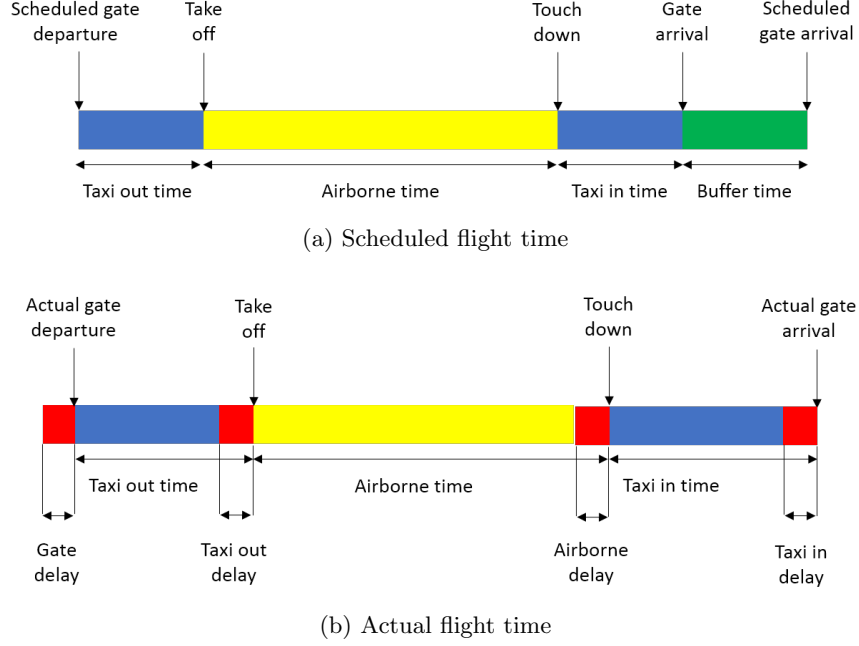 Scheduled gate
departure
Take
off
Touch
down
Gate
arrival
Scheduled
gate arrival
Taxi out time
Airborne time
Taxi in time
Buffer time
(a) Scheduled flight time
Actual gate
departure
Take
off
Touch
down
Actual gate
arrival
Taxi out time
Airborne time
Taxi in time
Gate
delay
Taxi out
delay
Airborne
delay
Taxi in
delay
(b) Actual flight time